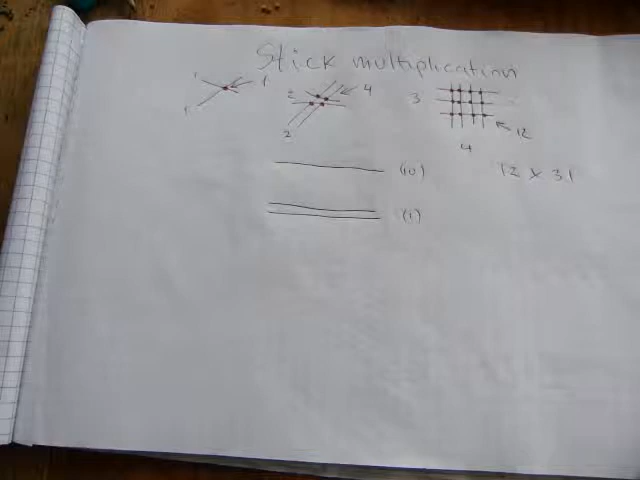 Stick multiplication
1 1 1
2 4 2
3 12 4
(10)
12 x 31
(1)